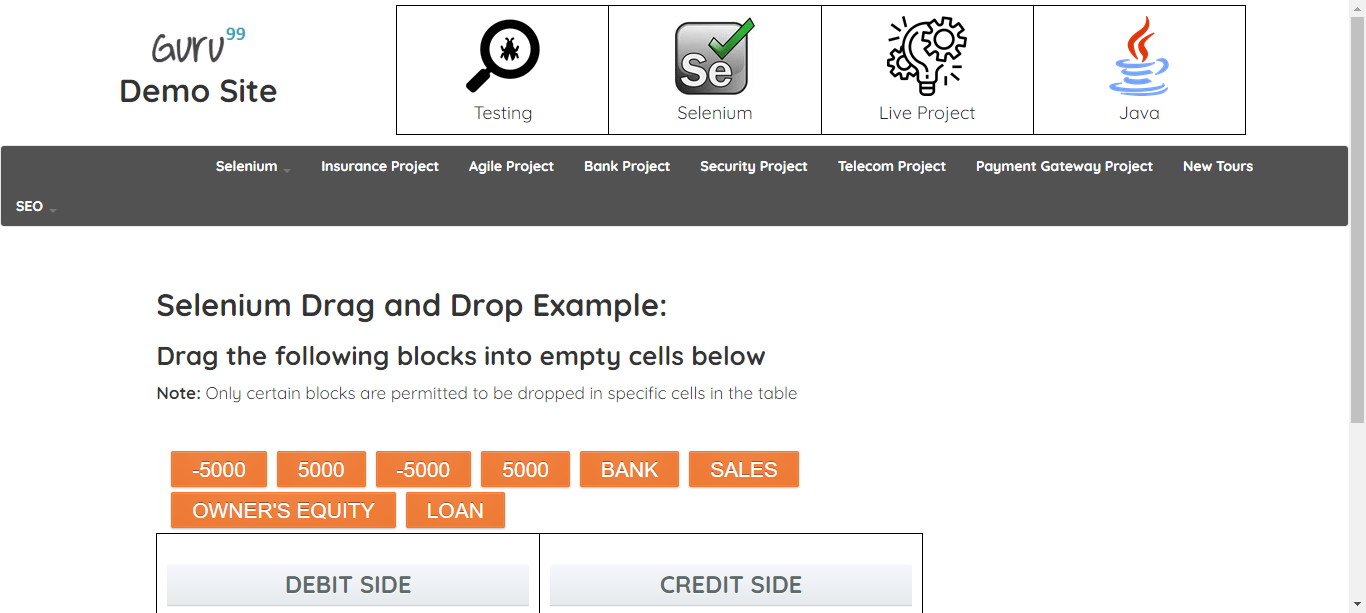 Guru99
Demo Site
Testing
Se
Selenium
Live Project
Java
Selenium Insurance Project Agile Project Bank Project Security Project Telecom Project Payment Gateway Project New Tours
SEO
Selenium Drag and Drop Example:
Drag the following blocks into empty cells below
Note: Only certain blocks are permitted to be dropped in specific cells in the table
-5000 5000 -5000 5000 BANK SALES
OWNER'S EQUITY LOAN
DEBIT SIDE CREDIT SIDE